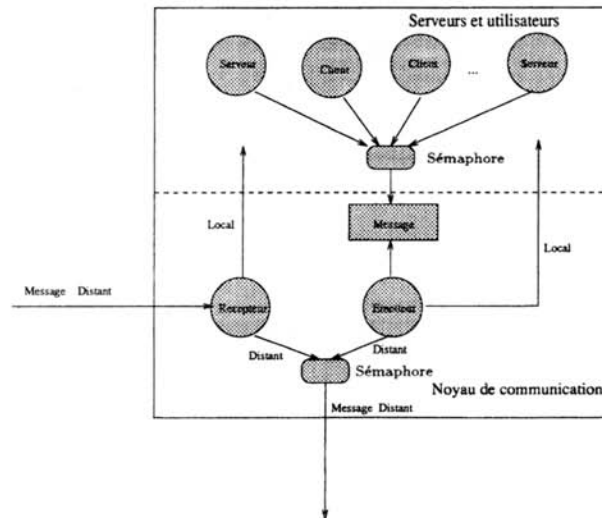 Serveurs et utilisateurs
Serveur
Client
Client
...
Serveur
Sémaphore
Message
Local
Local
Message Distant
Récepteur
Emetteur
Distant
Distant
Sémaphore
Noyau de communication
Message Distant